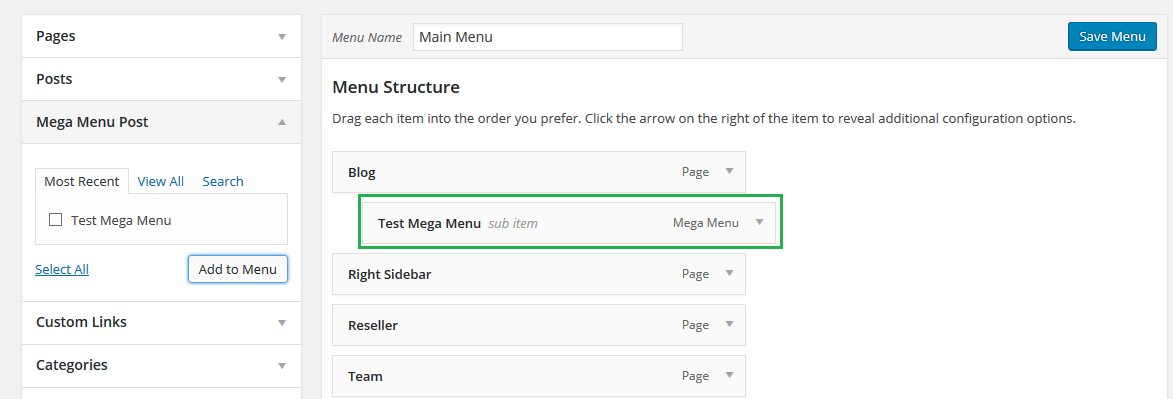 Pages
Posts
Mega Menu Post
Most Recent View All Search
Test Mega Menu
Select All Add to Menu
Custom Links
Categories
Menu Name Main Menu Save Menu
Menu Structure
Drag each item into the order you prefer. Click the arrow on the right of the item to reveal additional configuration options.
Blog Page
Test Mega Menu sub item Mega Menu
Right Sidebar Page
Reseller Page
Team Page